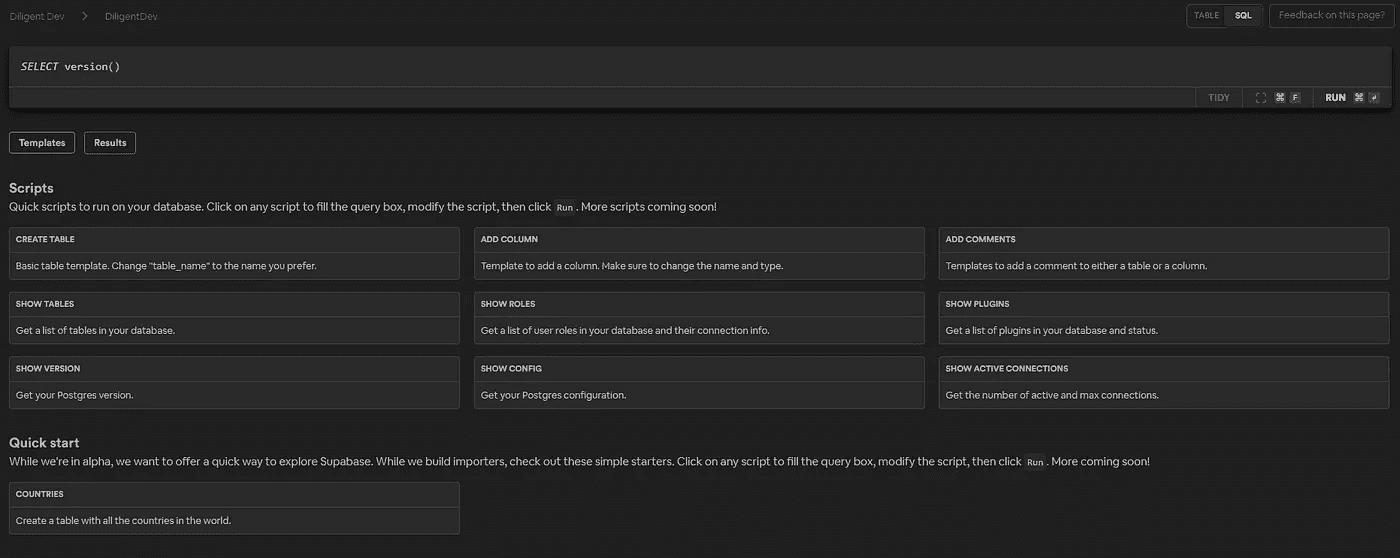 Diligent Dev > DiligentDev TABLE SQL Feedback on this page?
SELECT version()
TIDY ⌘ F RUN ⌘ ↲
Templates Results
Scripts
Quick scripts to run on your database. Click on any script to fill the query box, modify the script, then click Run. More scripts coming soon!
CREATE TABLE ADD COLUMN ADD COMMENTS
Basic table template. Change "table_name" to the name you prefer. Template to add a column. Make sure to change the name and type. Templates to add a comment to either a table or a column.
SHOW TABLES SHOW ROLES SHOW PLUGINS
Get a list of tables in your database. Get a list of user roles in your database and their connection info. Get a list of plugins in your database and status.
SHOW VERSION SHOW CONFIG SHOW ACTIVE CONNECTIONS
Get your Postgres version. Get your Postgres configuration. Get the number of active and max connections.
Quick start
While we're in alpha, we want to offer a quick way to explore Supabase. While we build importers, check out these simple starters. Click on any script to fill the query box, modify the script, then click Run. More coming soon!
COUNTRIES
Create a table with all the countries in the world.